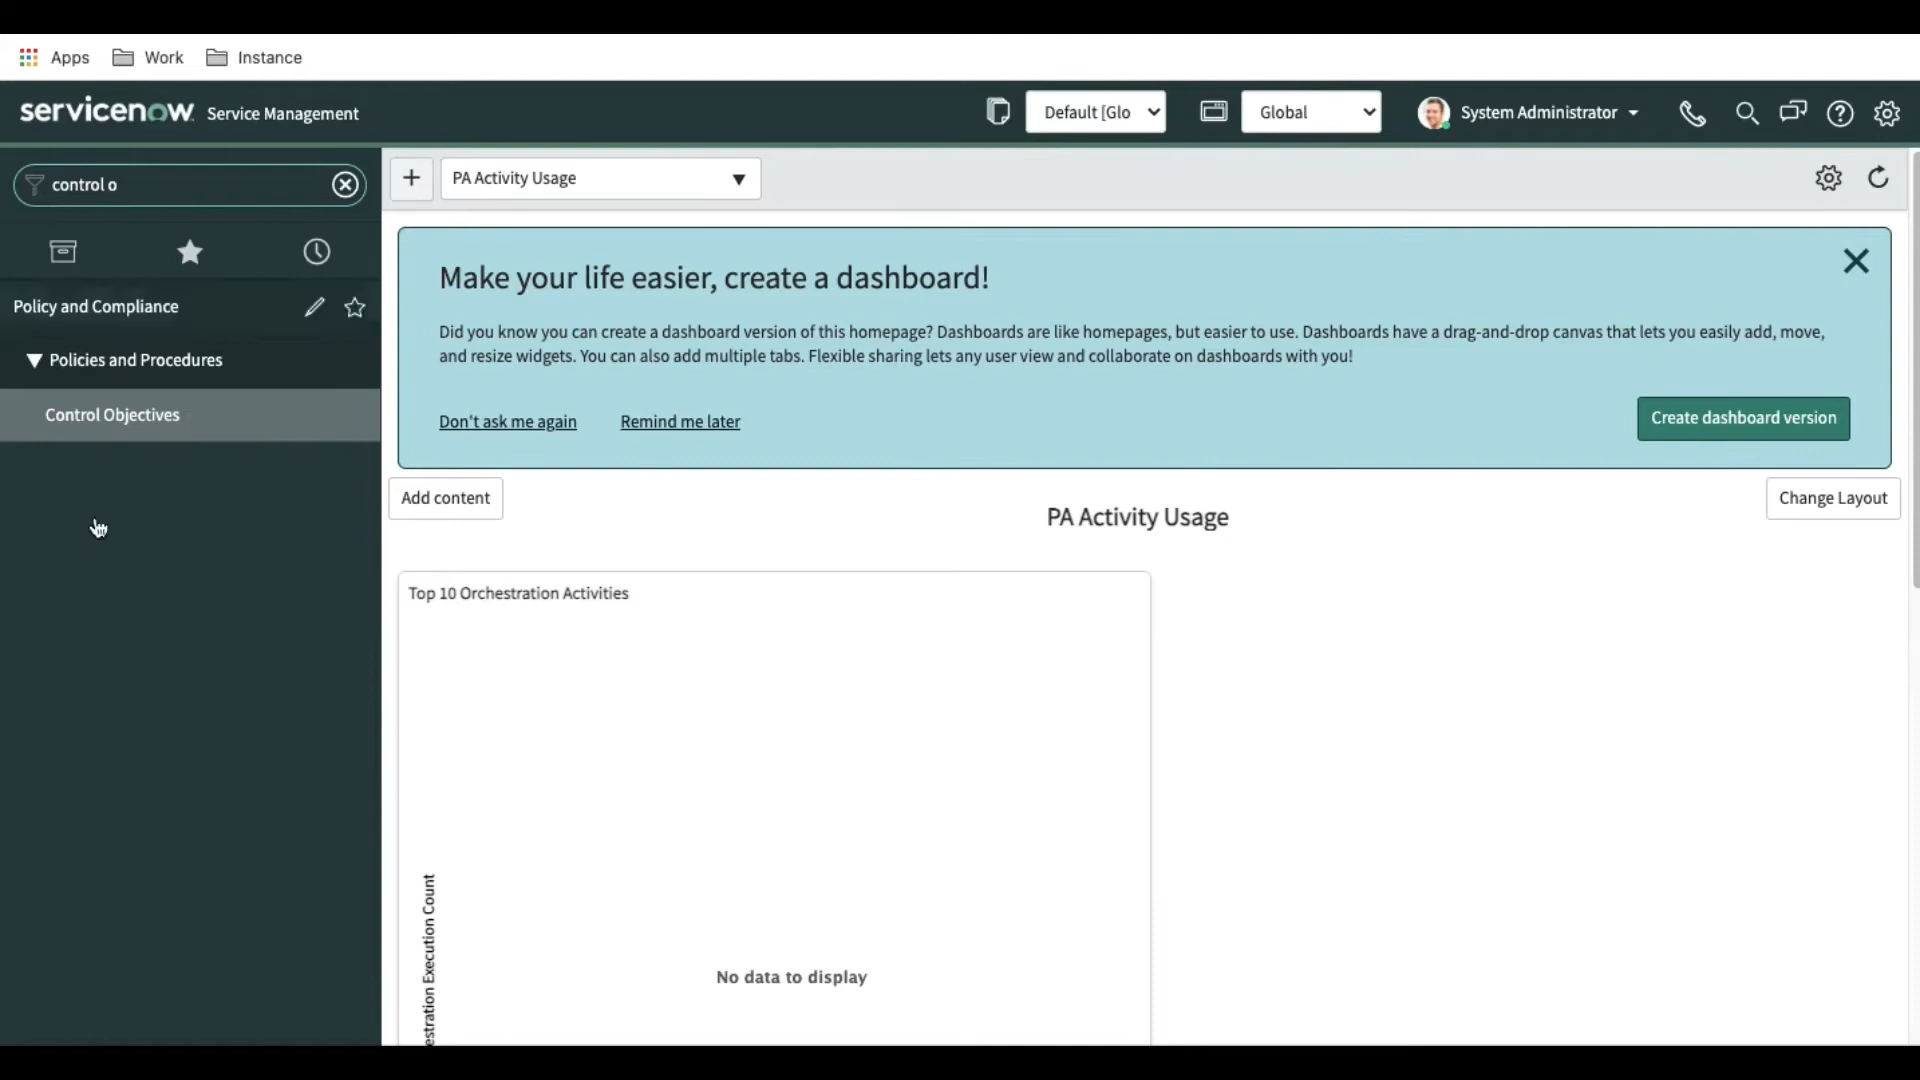 Apps Work Instance
servicenow Service Management Default [Glo Global System Administrator
control o
PA Activity Usage
Policy and Compliance
Policies and Procedures
Control Objectives
Make your life easier, create a dashboard!
Did you know you can create a dashboard version of this homepage? Dashboards are like homepages, but easier to use. Dashboards have a drag-and-drop canvas that lets you easily add, move,
and resize widgets. You can also add multiple tabs. Flexible sharing lets any user view and collaborate on dashboards with you!
Don't ask me again Remind me later Create dashboard version
Add content
PA Activity Usage
Change Layout
Top 10 Orchestration Activities
estration Execution Count
No data to display